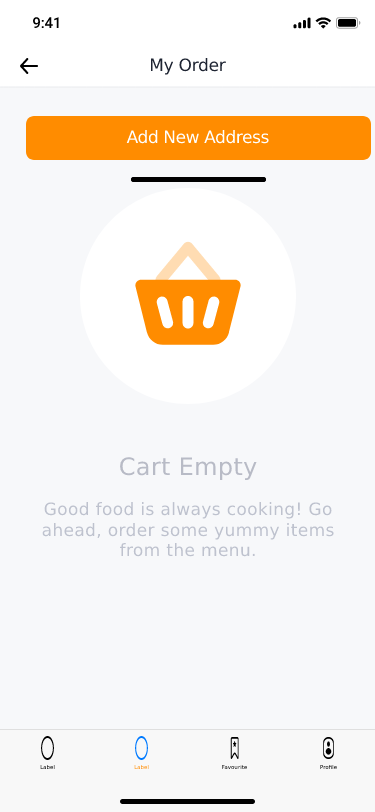 9:41
My Order
Add New Address
Cart Empty
Good food is always cooking! Go
ahead, order some yummy items
from the menu.
Label
Label
Favourite
Profile